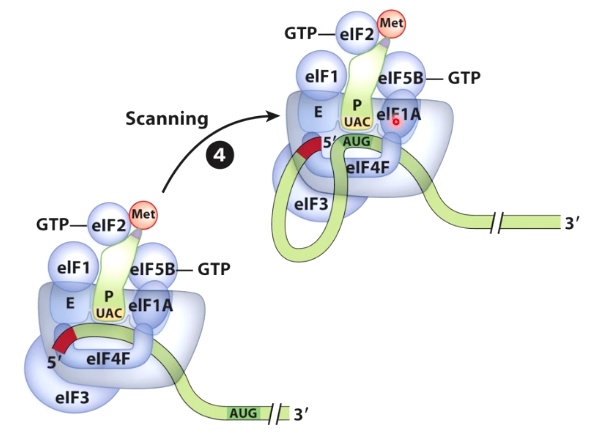 Met
GTP—eIF2
eIF1
eIF5B—GTP
E
P
eIF1A
UAC
5′
AUG
eIF4F
eIF3
3′
Scanning
4
Met
GTP—eIF2
eIF1
eIF5B—GTP
E
P
eIF1A
UAC
5′
eIF4F
eIF3
AUG
3′